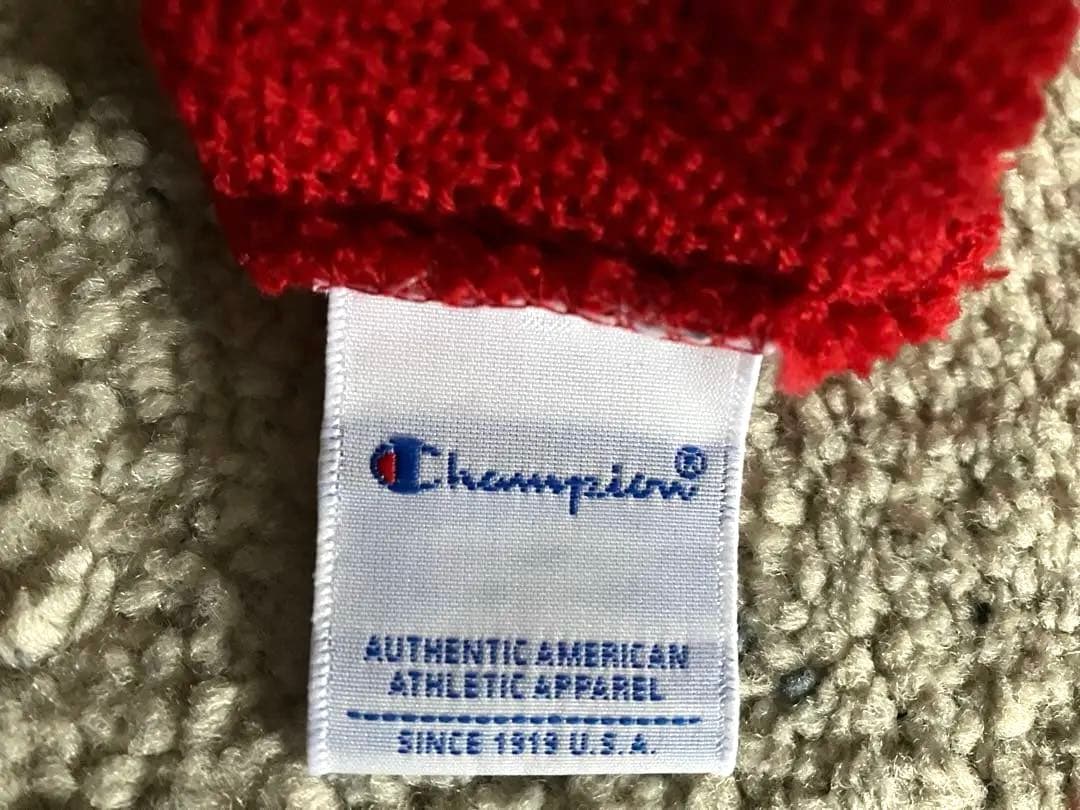 Champion®
AUTHENTIC AMERICAN
ATHLETIC APPAREL
SINCE 1919 U.S.A.